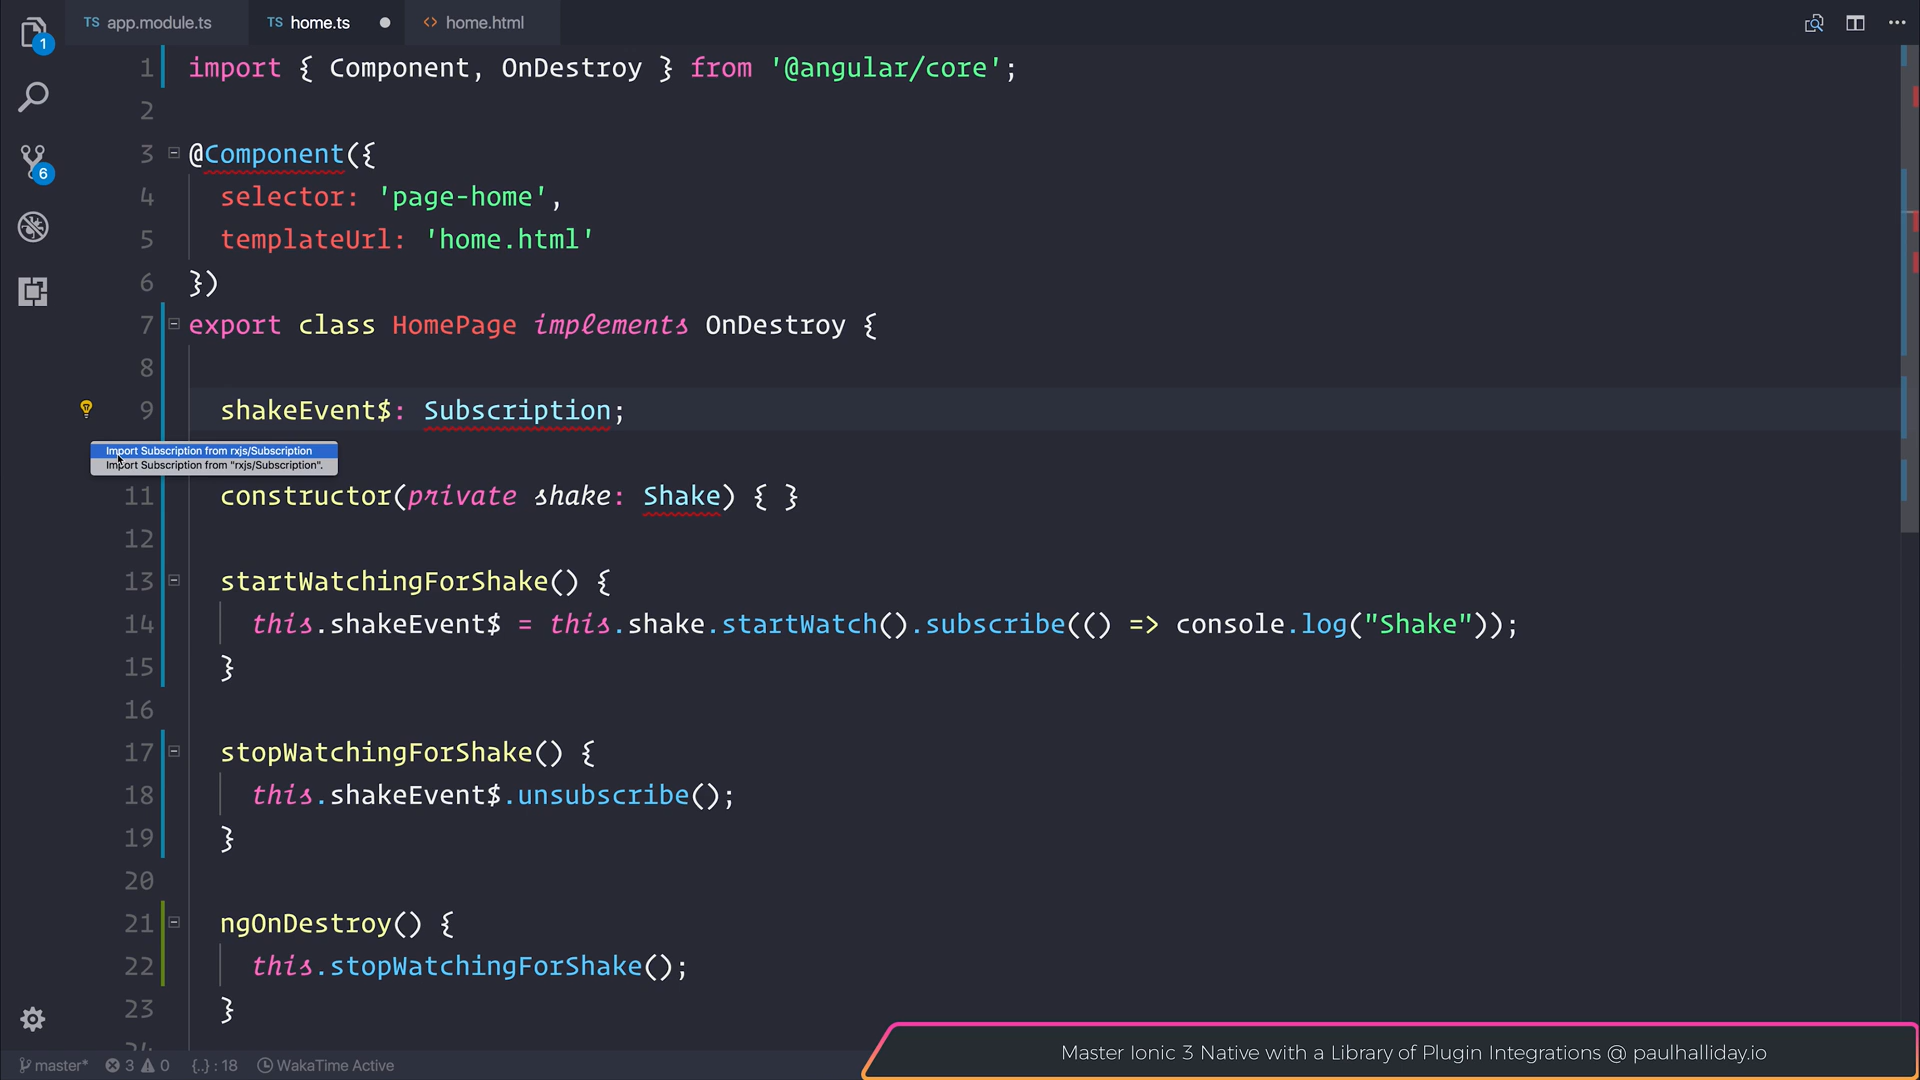 TS app.module.ts
TS home.ts
<> home.html
1
6
1 import { Component, OnDestroy } from '@angular/core';
2
3 @Component({
4 selector: 'page-home',
5 templateUrl: 'home.html'
6 })
7 export class HomePage implements OnDestroy {
8
9 shakeEvent$: Subscription;
Import Subscription from rxjs/Subscription
Import Subscription from "rxjs/Subscription".
11 constructor(private shake: Shake) { }
12
13 startWatchingForShake() {
14 this.shakeEvent$ = this.shake.startWatch().subscribe(() => console.log("Shake"));
15 }
16
17 stopWatchingForShake() {
18 this.shakeEvent$.unsubscribe();
19 }
20
21 ngOnDestroy() {
22 this.stopWatchingForShake();
23 }
Master Ionic 3 Native with a Library of Plugin Integrations @ paulhalliday.io
master* 3 0 {..} : 18 WakaTime Active